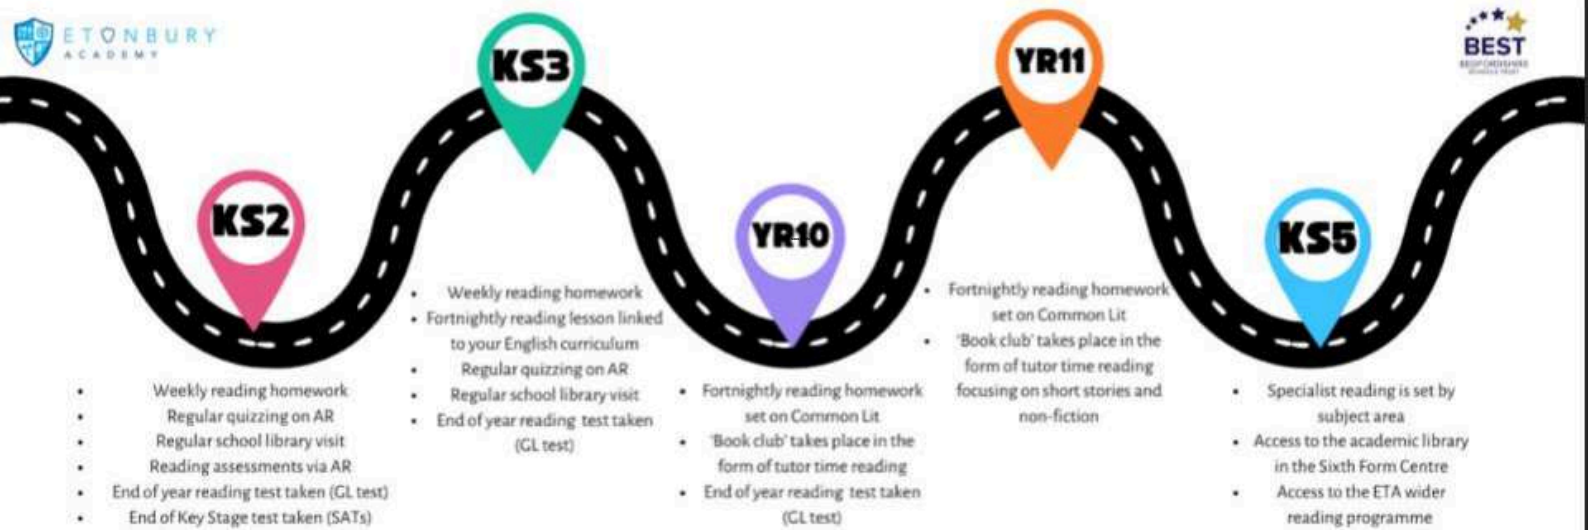 ETONBURY
ACADEMY
BEST
BEDFORDSHIRE
SCHOOLS TRUST
KS2
• Weekly reading homework
• Regular quizzing on AR
• Regular school library visit
• Reading assessments via AR
• End of year reading test taken (GL test)
• End of Key Stage test taken (SATs)
KS3
• Weekly reading homework
• Fortnightly reading lesson linked
to your English curriculum
• Regular quizzing on AR
• Regular school library visit
• End of year reading test taken
(GL test)
YR10
• Fortnightly reading homework
set on Common Lit
• 'Book club' takes place in the
form of tutor time reading
• End of year reading test taken
(GL test)
YR11
• Fortnightly reading homework
set on Common Lit
• 'Book club' takes place in the
form of tutor time reading
focusing on short stories and
non-fiction
KS5
• Specialist reading is set by
subject area
• Access to the academic library
in the Sixth Form Centre
• Access to the ETA wider
reading programme